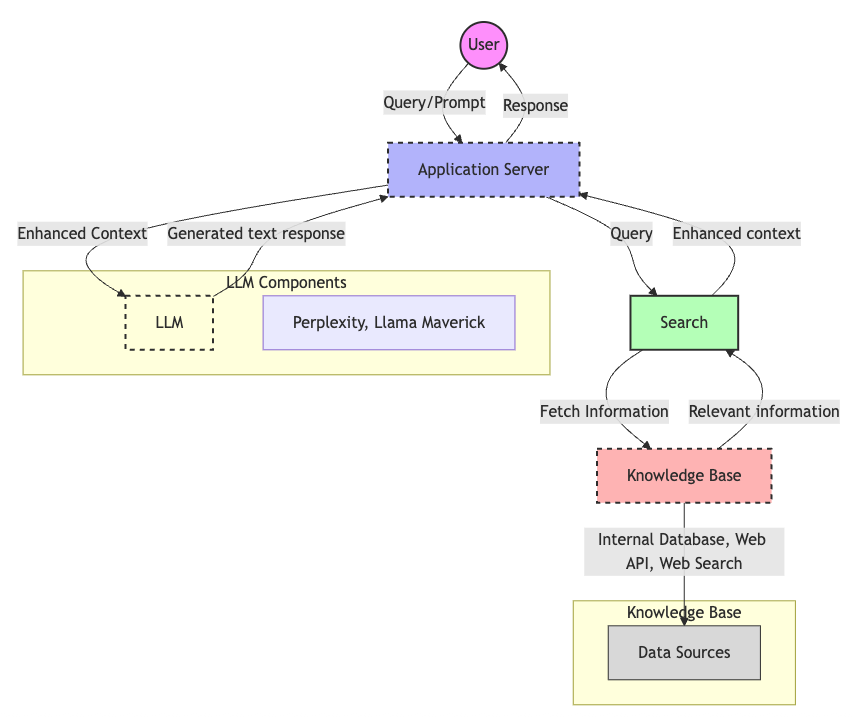 User
Query/Prompt
Response
Application Server
Enhanced Context
Generated text response
Query
Enhanced context
LLM Components
LLM
Perplexity, Llama Maverick
Search
Fetch Information
Relevant information
Knowledge Base
Internal Database, Web
API, Web Search
Knowledge Base
Data Sources